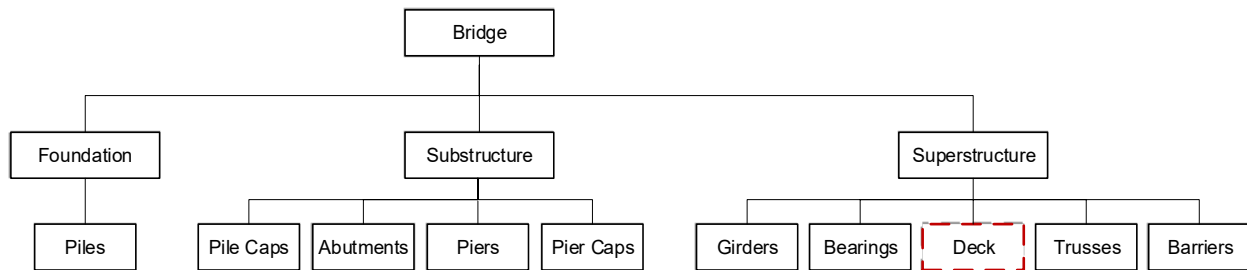 Bridge
Foundation
Substructure
Superstructure
Piles
Pile Caps
Abutments
Piers
Pier Caps
Girders
Bearings
Deck
Trusses
Barriers